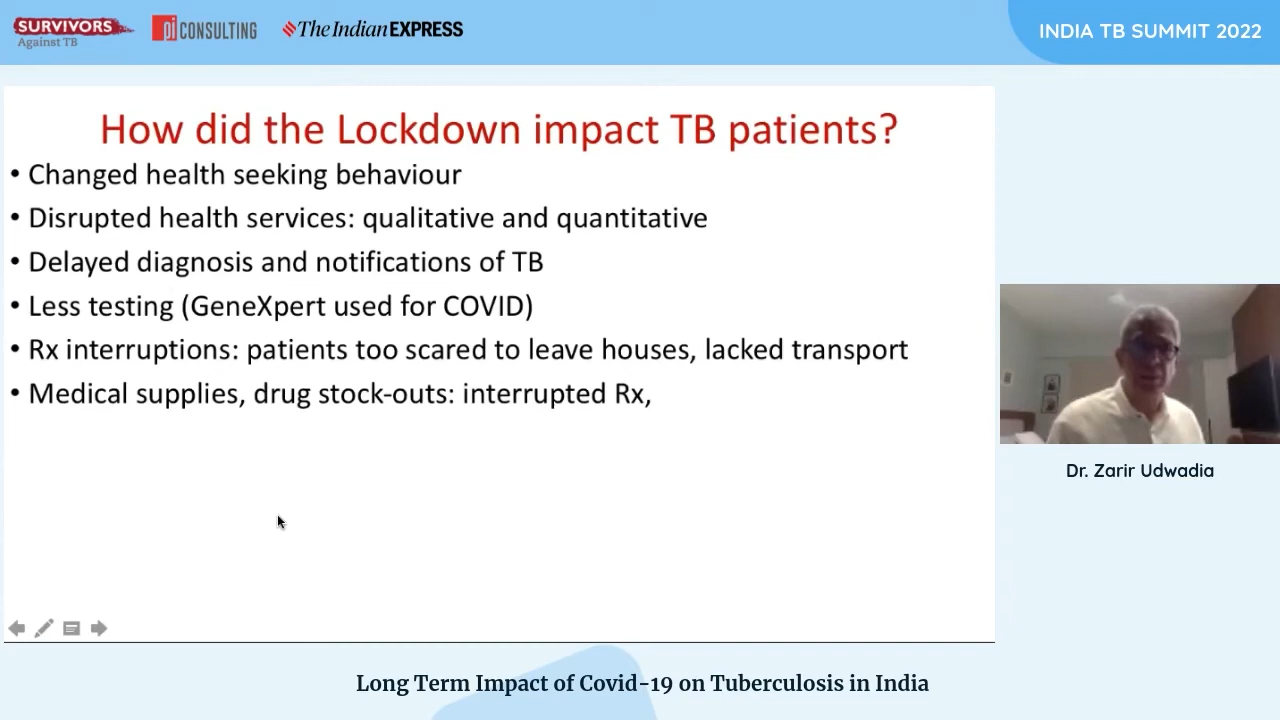 SURVIVORS
Against TB
pi CONSULTING
The Indian EXPRESS
INDIA TB SUMMIT 2022
How did the Lockdown impact TB patients?
• Changed health seeking behaviour
• Disrupted health services: qualitative and quantitative
• Delayed diagnosis and notifications of TB
• Less testing (GeneXpert used for COVID)
• Rx interruptions: patients too scared to leave houses, lacked transport
• Medical supplies, drug stock-outs: interrupted Rx,
Dr. Zarir Udwadia
Long Term Impact of Covid-19 on Tuberculosis in India